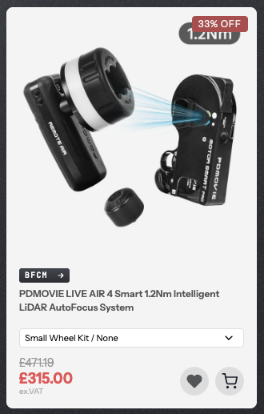 33% OFF
1.2Nm
REMOTE AIR
MOTOR SMART
PDMOVIE
BFCM →
PDMOVIE LIVE AIR 4 Smart 1.2Nm Intelligent
LiDAR AutoFocus System
Small Wheel Kit / None
£471.19
£315.00
ex.VAT